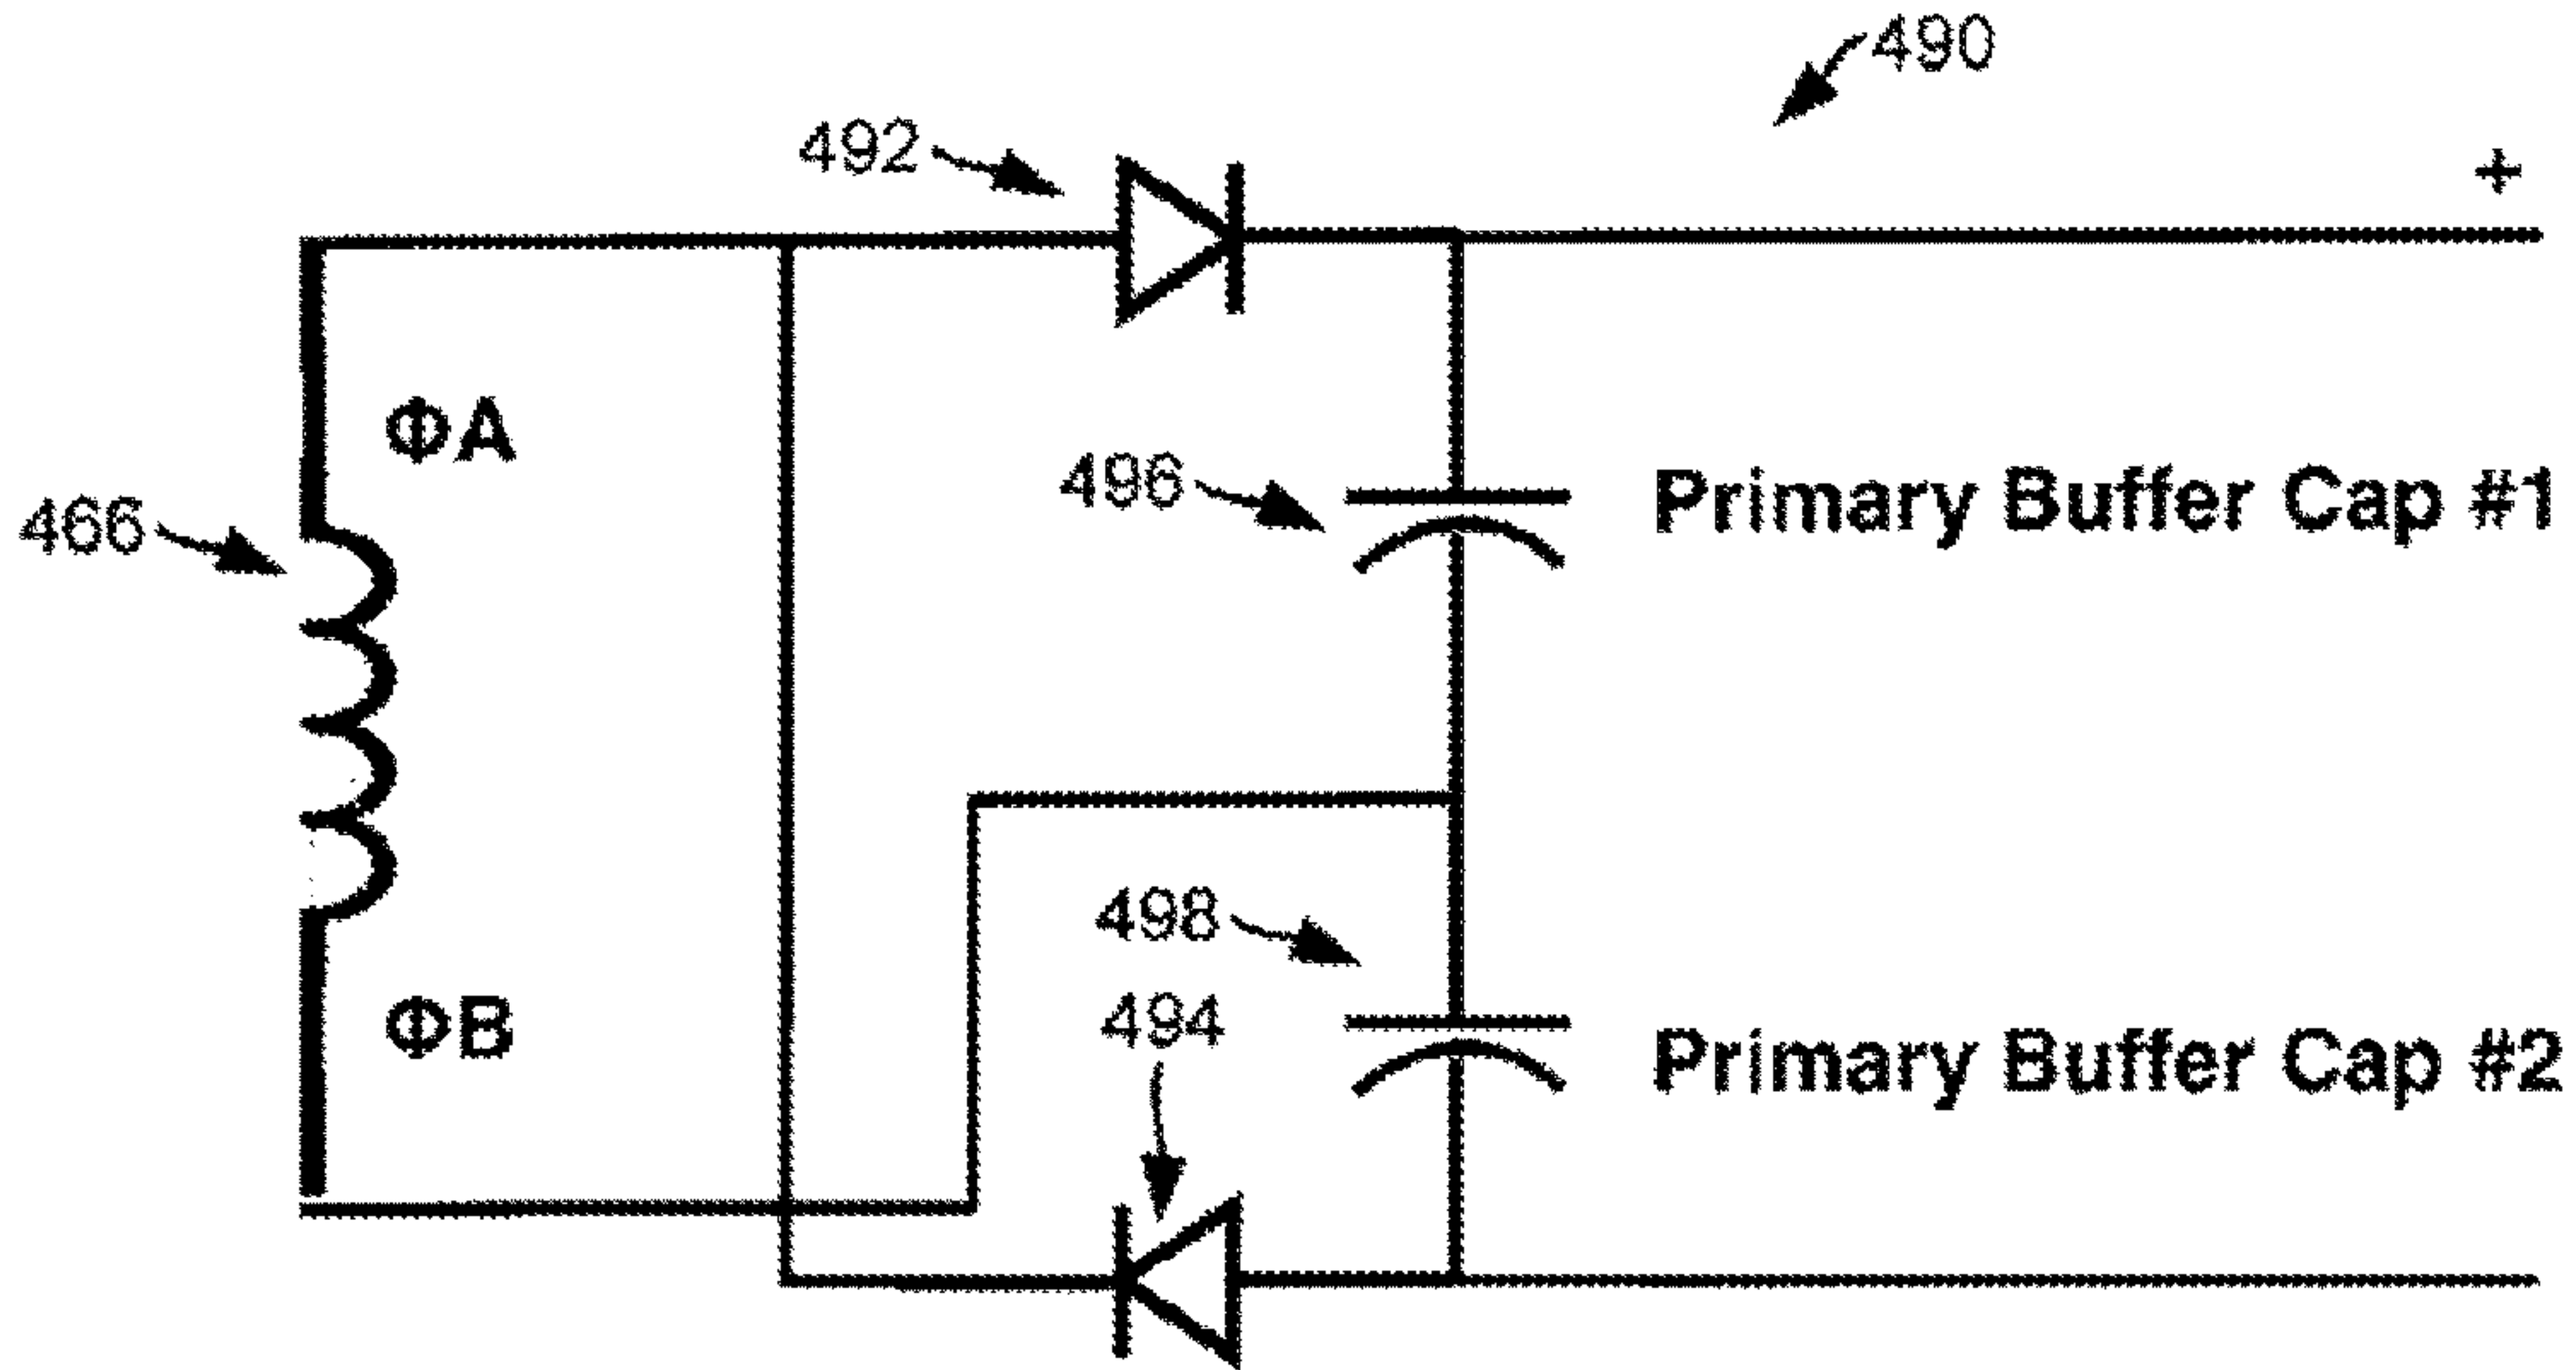 490
492
+
ΦA
496
Primary Buffer Cap #1
466
498
494
ΦB
Primary Buffer Cap #2